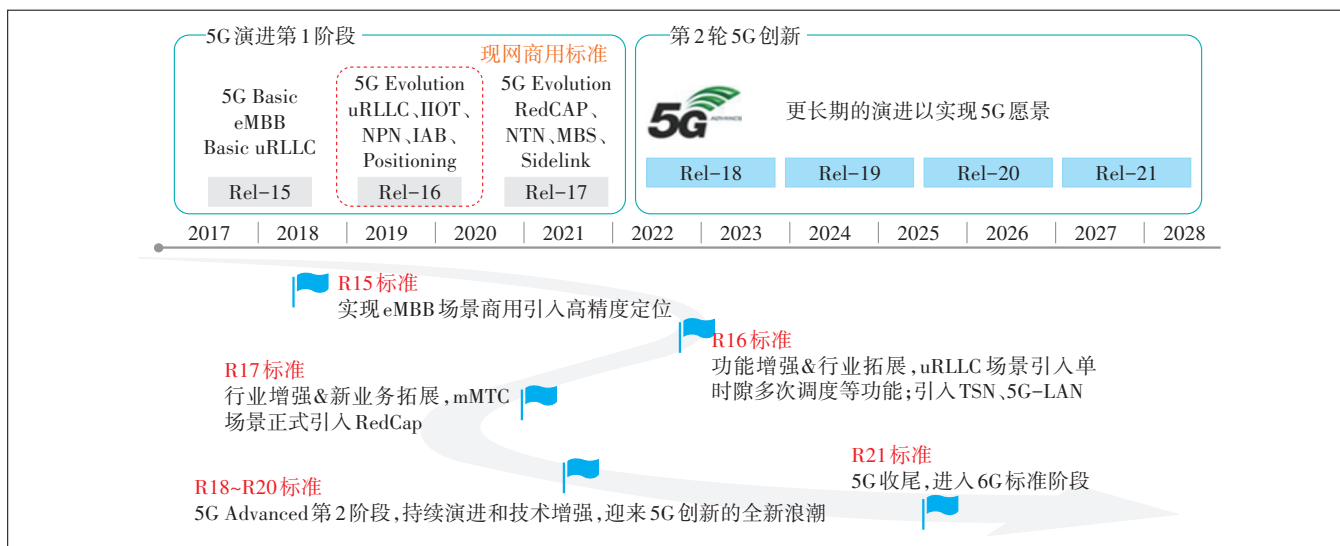 5G演进第1阶段
现网商用标准
5G Basic
eMBB
Basic uRLLC
Rel-15
5G Evolution
uRLLC、IIOT、
NPN、IAB、
Positioning
Rel-16
5G Evolution
RedCAP、
NTN、MBS、
Sidelink
Rel-17
第2轮5G创新
5G ADVANCED
更长期的演进以实现5G愿景
Rel-18 Rel-19 Rel-20 Rel-21
2017 2018 2019 2020 2021 2022 2023 2024 2025 2026 2027 2028
R15标准
实现eMBB场景商用引入高精度定位
R16标准
功能增强&行业拓展,uRLLC场景引入单
时隙多次调度等功能;引入TSN、5G-LAN
R17标准
行业增强&新业务拓展,mMTC
场景正式引入RedCap
R18~R20标准
5G Advanced第2阶段,持续演进和技术增强,迎来5G创新的全新浪潮
R21标准
5G收尾,进入6G标准阶段